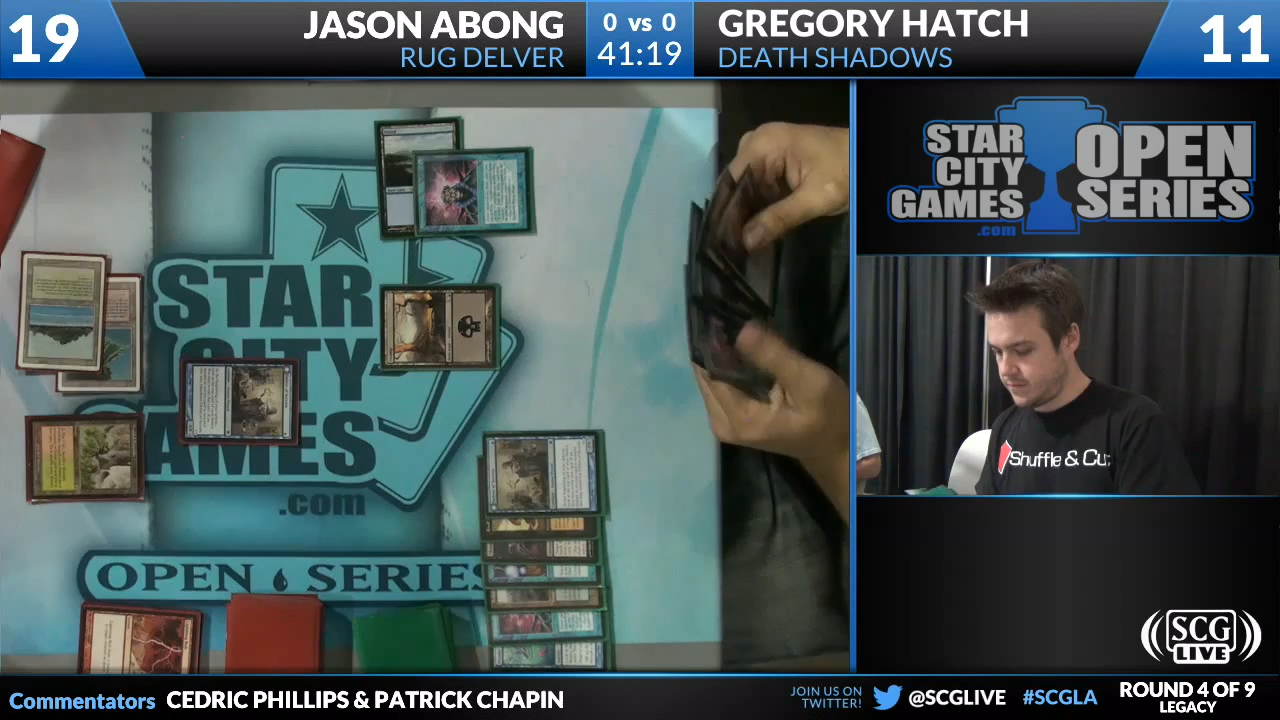 19
JASON ABONG
RUG DELVER
0 vs 0
41:19
GREGORY HATCH
DEATH SHADOWS
11
STAR
CITY
GAMES
.com
OPEN
SERIES
STAR
CITY
GAMES
.com
OPEN SERIES
Shuffle & Cu
SCG
LIVE
Commentators CEDRIC PHILLIPS & PATRICK CHAPIN
JOIN US ON
TWITTER!
@SCGLIVE
#SCGLA
ROUND 4 OF 9
LEGACY